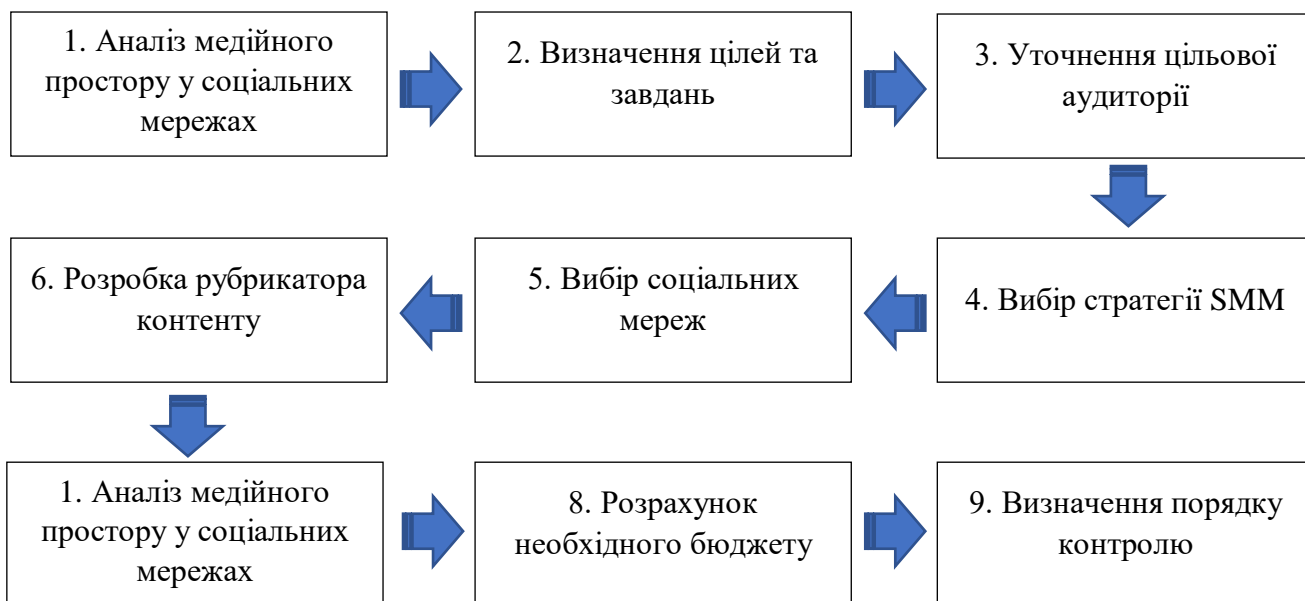 1. Аналіз медійного
простору у соціальних
мережах
2. Визначення цілей та
завдань
3. Уточнення цільової
аудиторії
6. Розробка рубрикатора
контенту
5. Вибір соціальних
мереж
4. Вибір стратегії SMM
1. Аналіз медійного
простору у соціальних
мережах
8. Розрахунок
необхідного бюджету
9. Визначення порядку
контролю